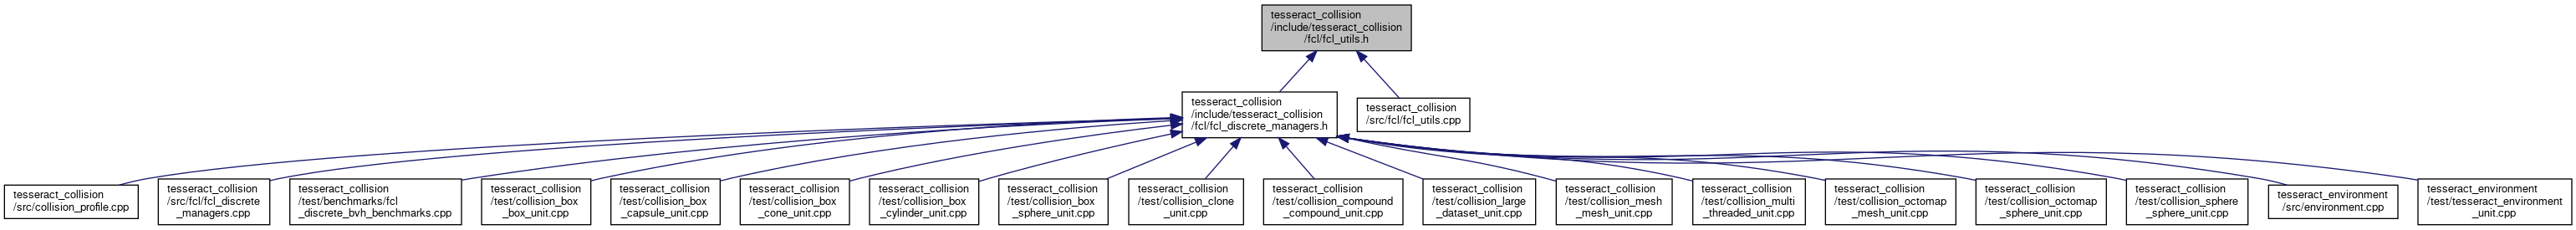 tesseract_collision
/include/tesseract_collision
/fcl/fcl_utils.h
tesseract_collision
/include/tesseract_collision
/fcl/fcl_discrete_managers.h
tesseract_collision
/src/fcl/fcl_utils.cpp
tesseract_collision
/src/collision_profile.cpp
tesseract_collision
/src/fcl/fcl_discrete
_managers.cpp
tesseract_collision
/test/benchmarks/fcl
_discrete_bvh_benchmarks.cpp
tesseract_collision
/test/collision_box
_box_unit.cpp
tesseract_collision
/test/collision_box
_capsule_unit.cpp
tesseract_collision
/test/collision_box
_cone_unit.cpp
tesseract_collision
/test/collision_box
_cylinder_unit.cpp
tesseract_collision
/test/collision_box
_sphere_unit.cpp
tesseract_collision
/test/collision_clone
_unit.cpp
tesseract_collision
/test/collision_compound
_compound_unit.cpp
tesseract_collision
/test/collision_large
_dataset_unit.cpp
tesseract_collision
/test/collision_mesh
_mesh_unit.cpp
tesseract_collision
/test/collision_multi
_threaded_unit.cpp
tesseract_collision
/test/collision_octomap
_mesh_unit.cpp
tesseract_collision
/test/collision_octomap
_sphere_unit.cpp
tesseract_collision
/test/collision_sphere
_sphere_unit.cpp
tesseract_environment
/src/environment.cpp
tesseract_environment
/test/tesseract_environment
_unit.cpp